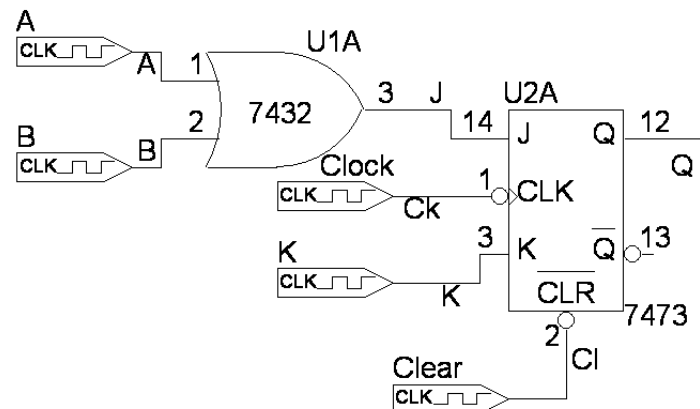 A
U1A
CLK
A
1
3
J
U2A
7432
14
J
Q
12
B
2
Q
CLK
B
Clock
1
CLK
CLK
Ck
3
K
Q
13
K
CLK
K
CLR
7473
2
Cl
Clear
CLK